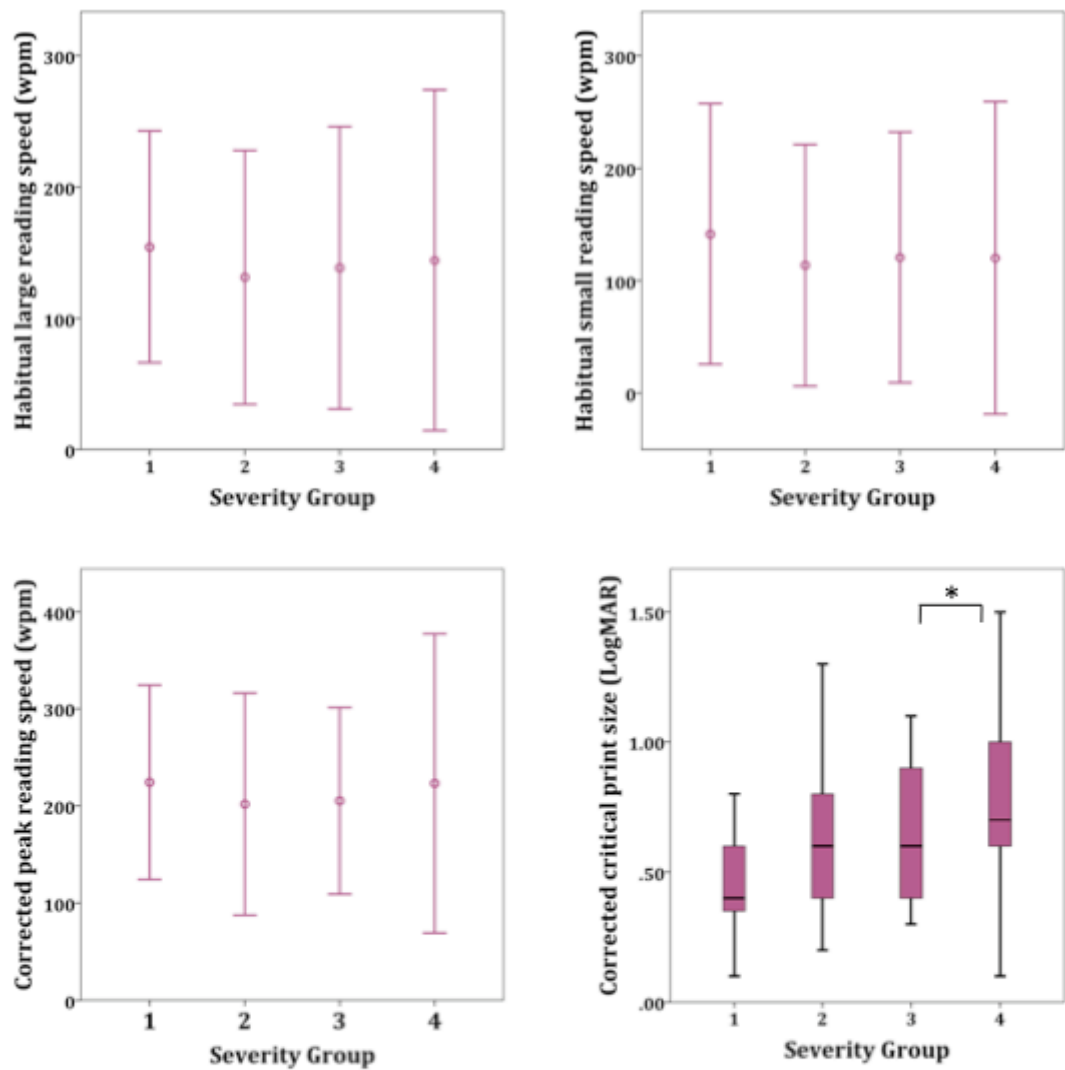 Habitual large reading speed (wpm)
300
200
100
0
1 2 3 4
Severity Group
Habitual small reading speed (wpm)
300
200
100
0
1 2 3 4
Severity Group
Corrected peak reading speed (wpm)
400
300
200
100
0
1 2 3 4
Severity Group
Corrected critical print size (LogMAR)
1.50
1.00
.50
.00
*
1 2 3 4
Severity Group